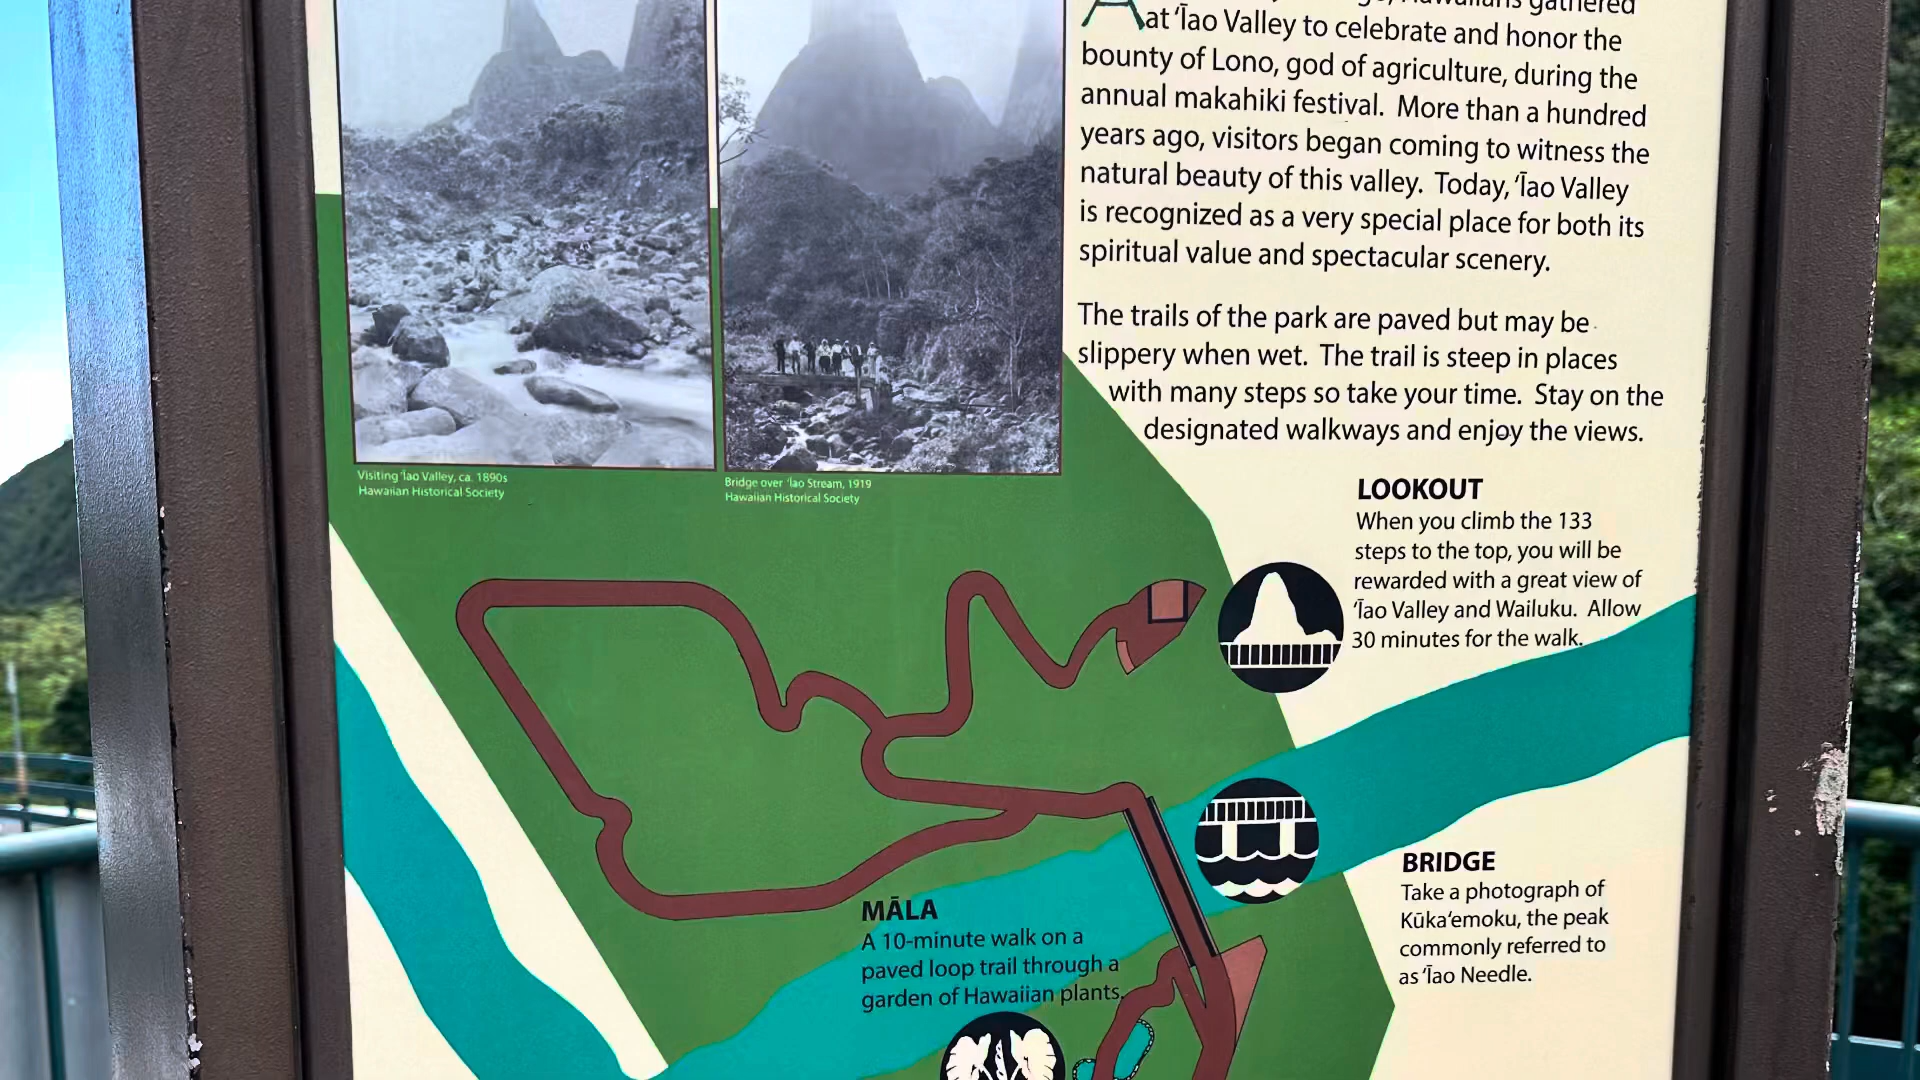 gathered
at ʻĪao Valley to celebrate and honor the
bounty of Lono, god of agriculture, during the
annual makahiki festival. More than a hundred
years ago, visitors began coming to witness the
natural beauty of this valley. Today, ʻĪao Valley
is recognized as a very special place for both its
spiritual value and spectacular scenery.
The trails of the park are paved but may be
slippery when wet. The trail is steep in places
with many steps so take your time. Stay on the
designated walkways and enjoy the views.
Visiting ʻĪao Valley, ca. 1890s
Hawaiian Historical Society
Bridge over ʻĪao Stream, 1919
Hawaiian Historical Society
LOOKOUT
When you climb the 133
steps to the top, you will be
rewarded with a great view of
ʻĪao Valley and Wailuku. Allow
30 minutes for the walk.
BRIDGE
Take a photograph of
Kūkaʻemoku, the peak
commonly referred to
as ʻĪao Needle.
MĀLA
A 10-minute walk on a
paved loop trail through a
garden of Hawaiian plants.